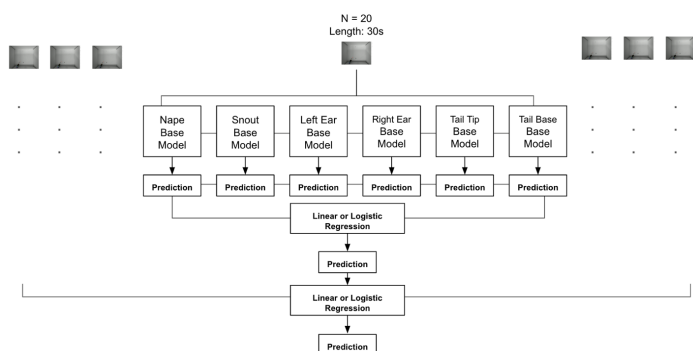 N = 20
Length: 30s
Nape
Base
Model
Snout
Base
Model
Left Ear
Base
Model
Right Ear
Base
Model
Tail Tip
Base
Model
Tail Base
Base
Model
Prediction
Prediction
Prediction
Prediction
Prediction
Prediction
Linear or Logistic
Regression
Prediction
Linear or Logistic
Regression
Prediction